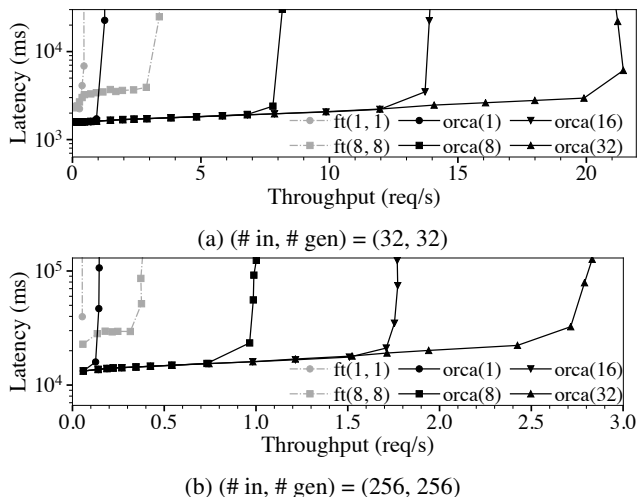 Latency (ms)
10^4
10^3
ft(1, 1) orca(1) orca(16)
ft(8, 8) orca(8) orca(32)
0 5 10 15 20
Throughput (req/s)
(a) (# in, # gen) = (32, 32)
Latency (ms)
10^5
10^4
ft(1, 1) orca(1) orca(16)
ft(8, 8) orca(8) orca(32)
0.0 0.5 1.0 1.5 2.0 2.5 3.0
Throughput (req/s)
(b) (# in, # gen) = (256, 256)